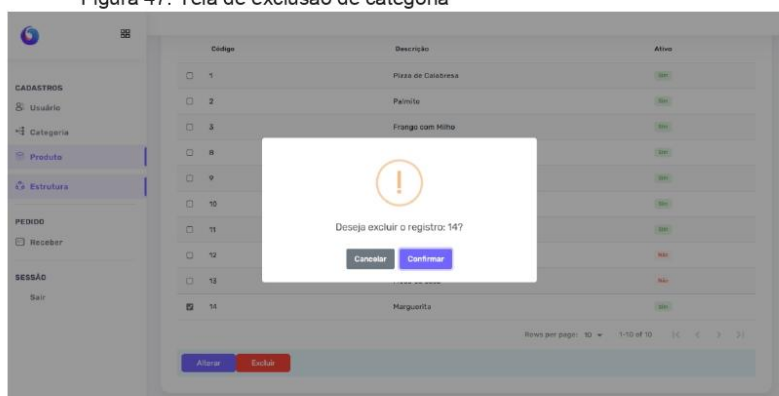 Figura 47: Tela de exclusão de categoria
Código Descrição Ativo
CADASTROS
Usuário
Categoria
Produto
Estrutura
PEDIDO
Receber
SESSÃO
Sair
1 Pizza de Calabresa Sim
2 Palmito Sim
3 Frango com Milho Sim
8 Sim
9 Sim
10 Sim
11 Sim
12 Não
13 Não
14 Marguerita Sim
Deseja excluir o registro: 14?
Cancelar Confirmar
Rows per page: 10 1-10 of 10
Alterar Excluir